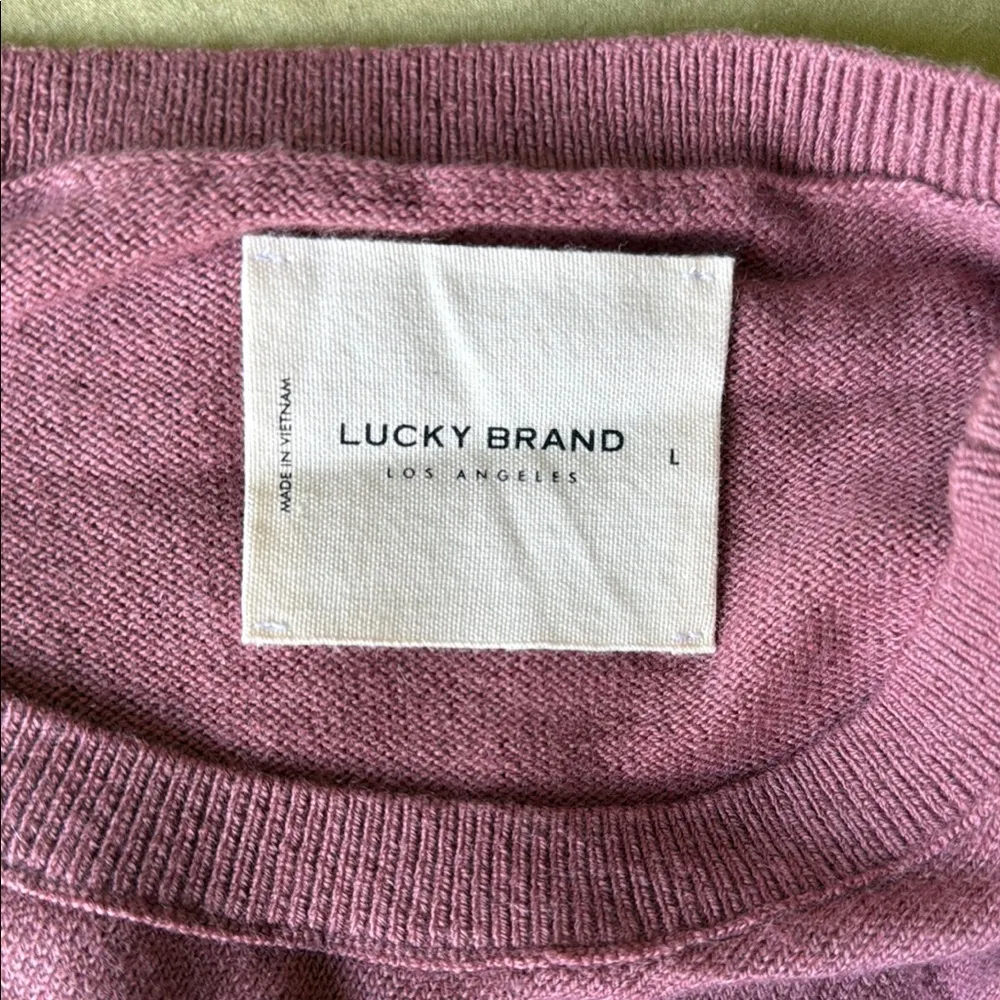 MADE IN VIETNAM
LUCKY BRAND
LOS ANGELES
L